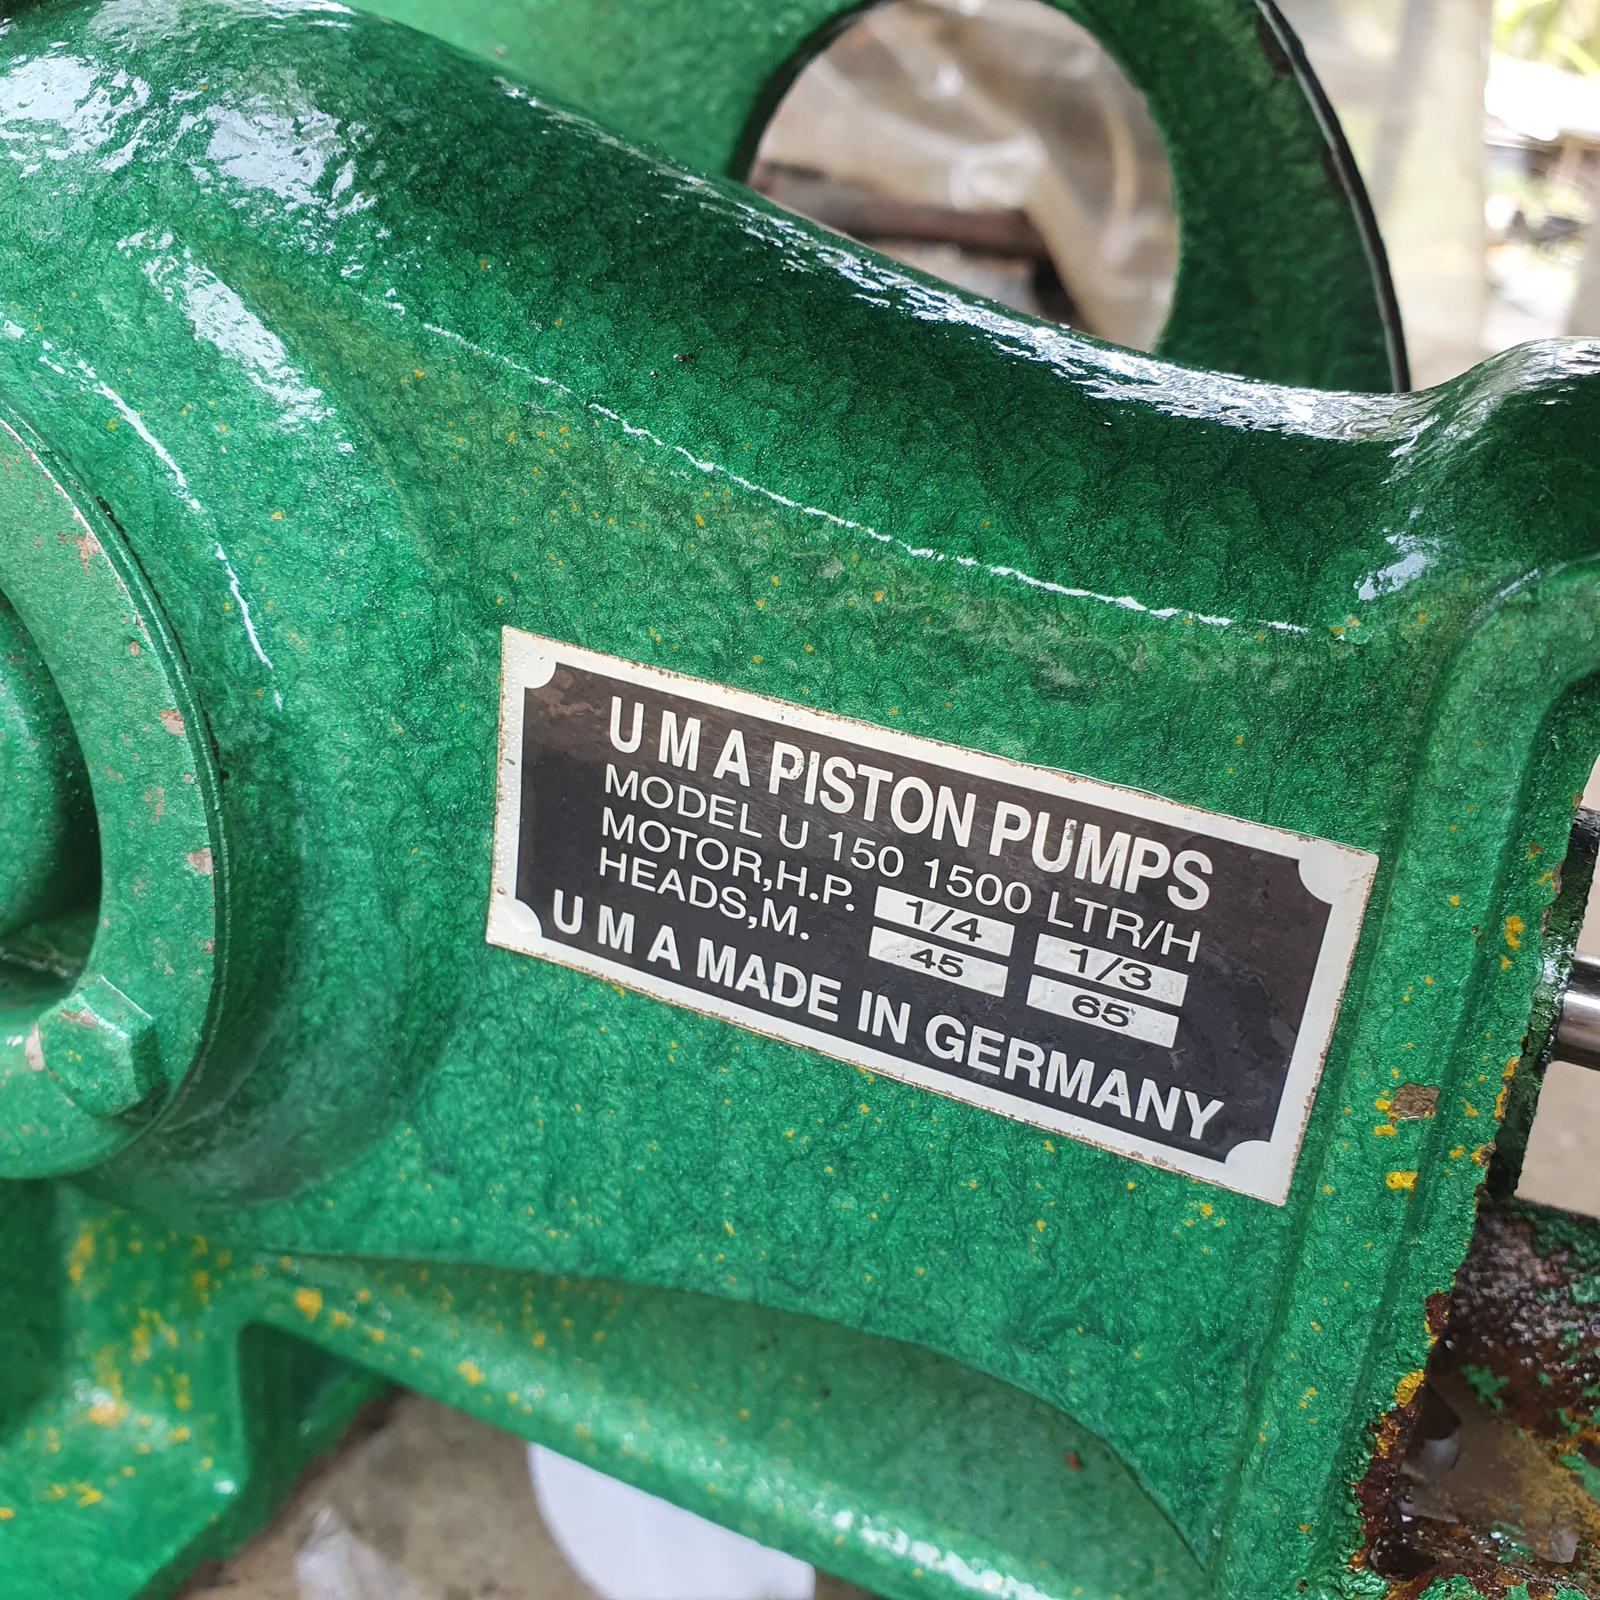 U M A PISTON PUMPS
MODEL U 150 1500 LTR/H
MOTOR,H.P. 1/4 1/3
HEADS,M. 45 65
U M A MADE IN GERMANY